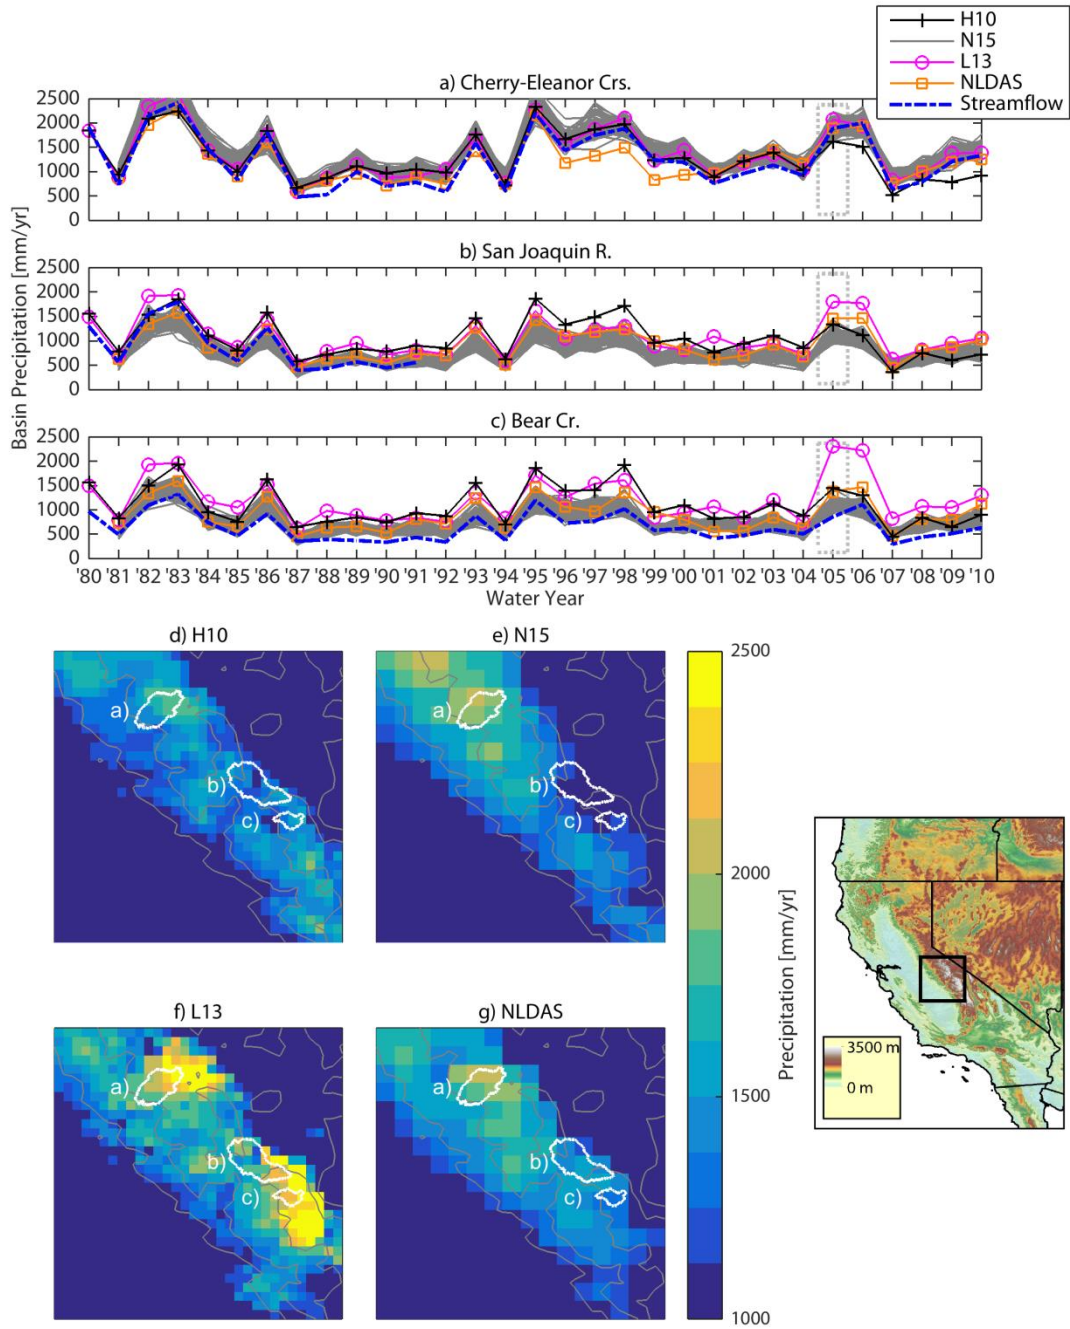 H10
N15
L13
NLDAS
Streamflow
a) Cherry-Eleanor Crs.
2500
2000
1500
1000
500
0
b) San Joaquin R.
2500
2000
1500
1000
500
0
c) Bear Cr.
2500
2000
1500
1000
500
0
Basin Precipitation [mm/yr]
'80 '81 '82 '83 '84 '85 '86 '87 '88 '89 '90 '91 '92 '93 '94 '95 '96 '97 '98 '99 '00 '01 '02 '03 '04 '05 '06 '07 '08 '09 '10
Water Year
d) H10
a)
b)
c)
e) N15
a)
b)
c)
f) L13
a)
b)
c)
g) NLDAS
a)
b)
c)
2500
2000
1500
1000
Precipitation [mm/yr]
3500 m
0 m